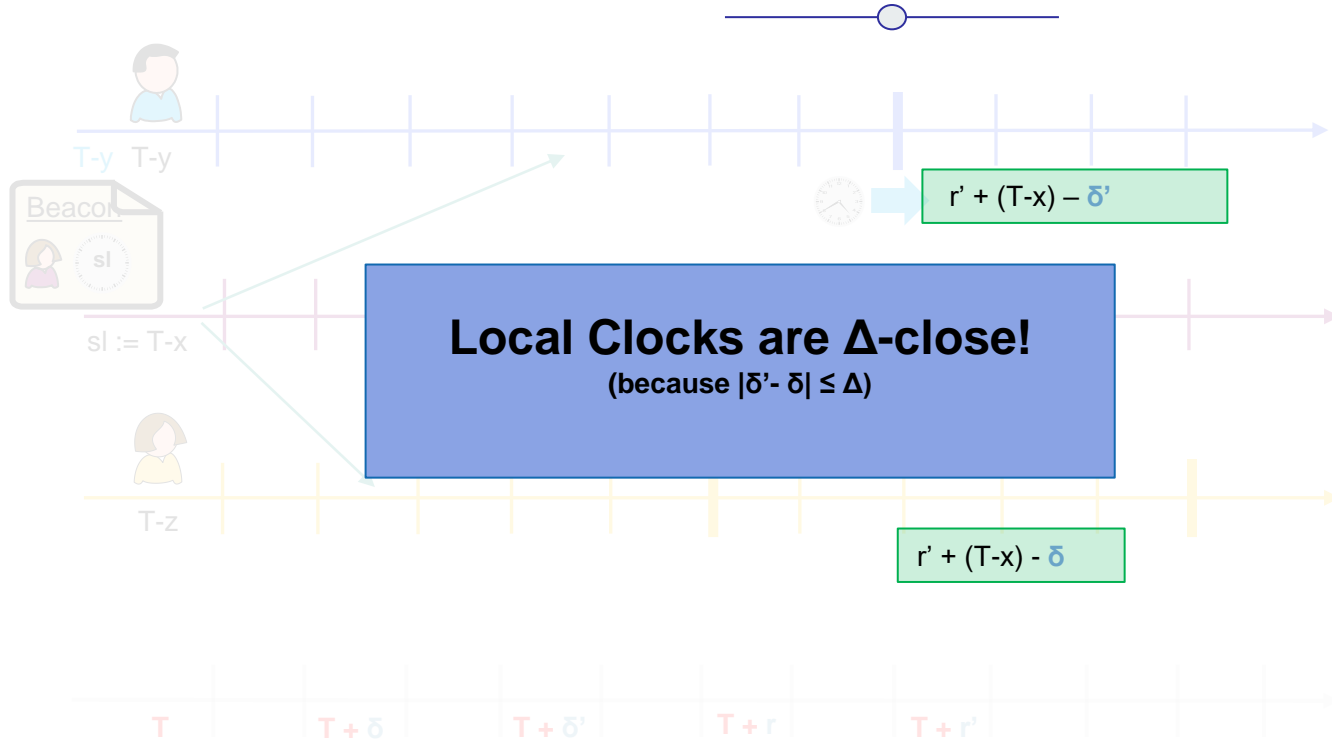 T-y T-y
Beacon
sl
r’ + (T-x) – δ’
Local Clocks are Δ-close!
(because |δ’- δ| ≤ Δ)
sl := T-x
T-z
r’ + (T-x) - δ
T
T + δ
T + δ’
T + r
T + r’